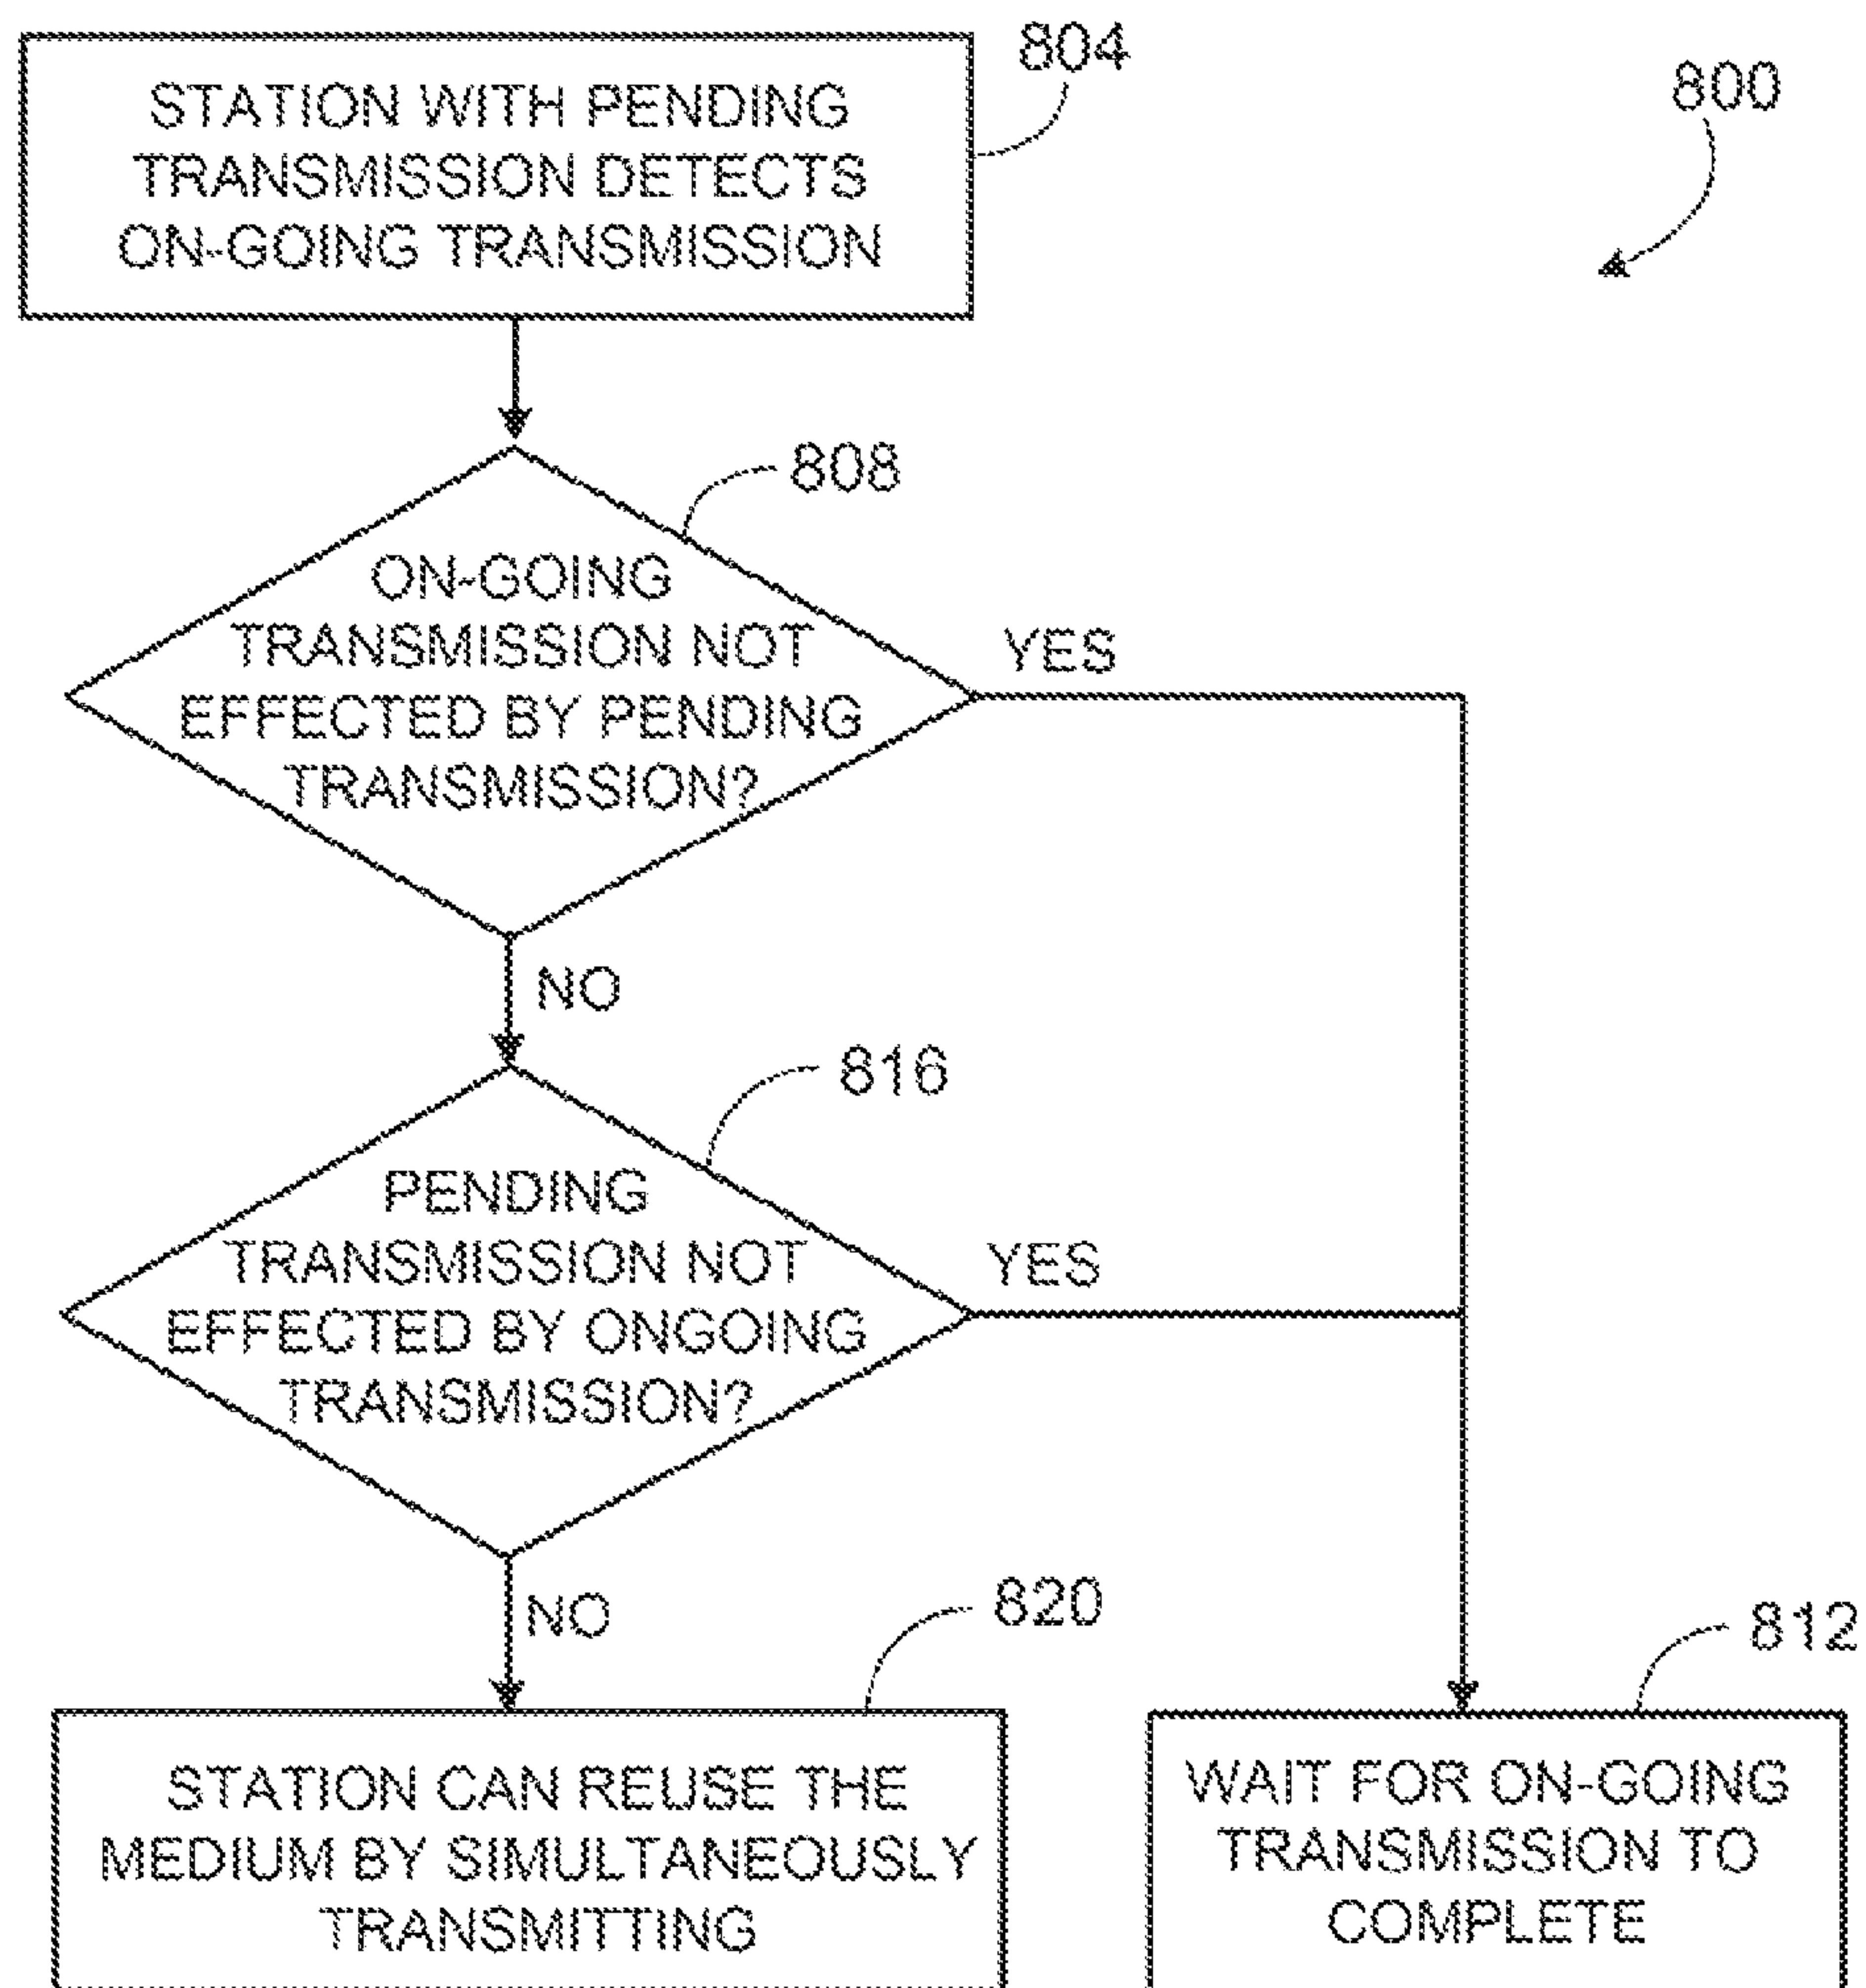 804
800
STATION WITH PENDING
TRANSMISSION DETECTS
ON-GOING TRANSMISSION
808
ON-GOING
TRANSMISSION NOT
EFFECTED BY PENDING
TRANSMISSION?
YES
NO
816
PENDING
TRANSMISSION NOT
EFFECTED BY ONGOING
TRANSMISSION?
YES
NO
820
812
STATION CAN REUSE THE
MEDIUM BY SIMULTANEOUSLY
TRANSMITTING
WAIT FOR ON-GOING
TRANSMISSION TO
COMPLETE